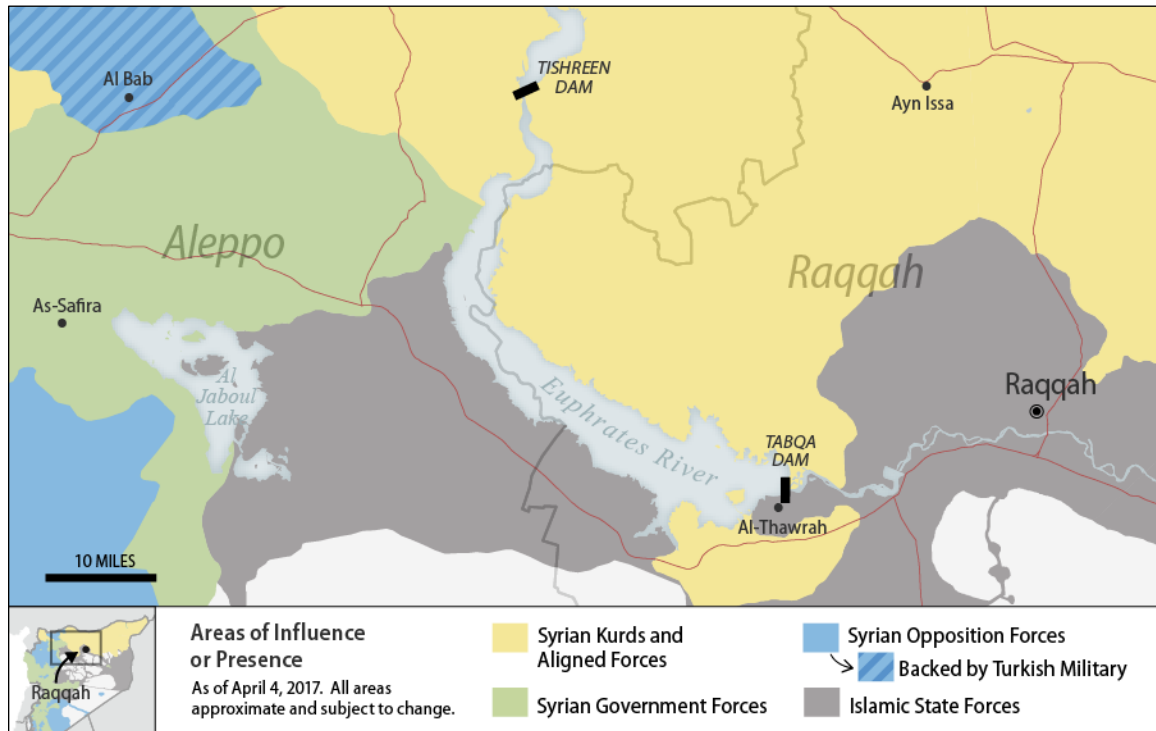 TISHREEN
DAM
Al Bab
Ayn Issa
Aleppo
Raqqah
As-Safira
Al
Jaboul
Lake
Raqqah
Euphrates River
TABQA
DAM
Al-Thawrah
10 MILES
Raqqah
Areas of Influence
or Presence
As of April 4, 2017. All areas
approximate and subject to change.
Syrian Kurds and
Aligned Forces
Syrian Government Forces
Syrian Opposition Forces
Backed by Turkish Military
Islamic State Forces